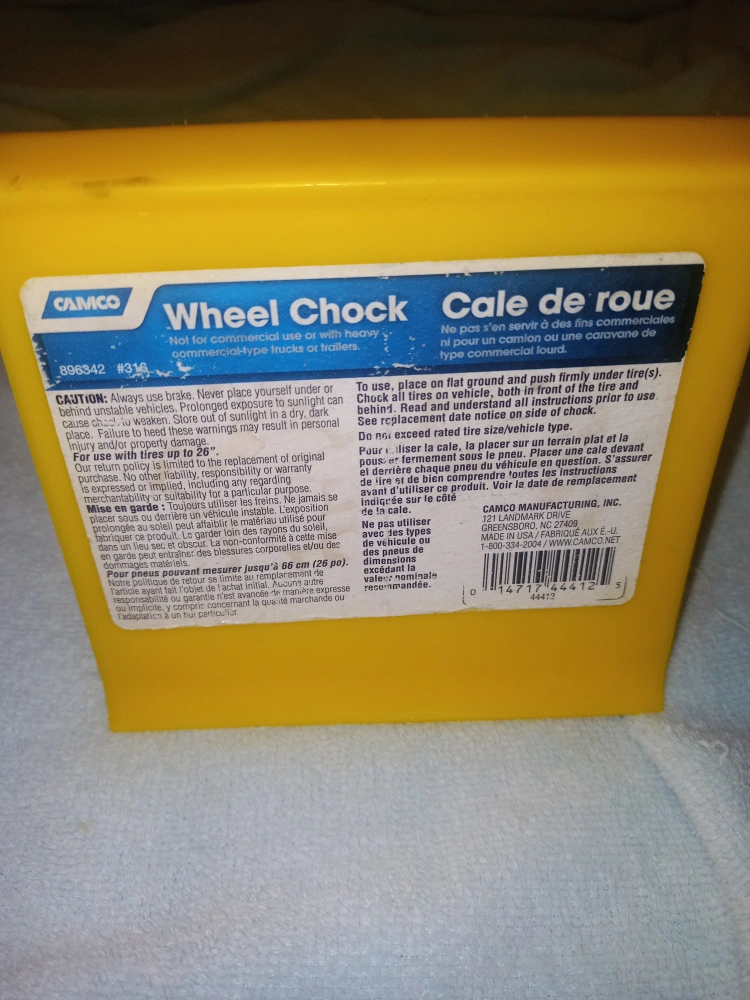 CAMCO
Wheel Chock
Not for commercial use or with heavy
commercial-type trucks or trailers.
896342 #316
Cale de roue
Ne pas s'en servir à des fins commerciales
ni pour un camion ou une caravane de
type commercial lourd.
CAUTION: Always use brake. Never place yourself under or
behind unstable vehicles. Prolonged exposure to sunlight can
cause chock to weaken. Store out of sunlight in a dry, dark
place. Failure to heed these warnings may result in personal
injury and/or property damage.
For use with tires up to 26".
Our return policy is limited to the replacement of original
purchase. No other liability, responsibility or warranty
is expressed or implied, including any regarding
merchantability or suitability for a particular purpose.
Mise en garde : Toujours utiliser les freins. Ne jamais se
placer sous ou derrière un véhicule instable. L'exposition
prolongée au soleil peut affaiblir le matériau utilisé pour
fabriquer ce produit. Le garder loin des rayons du soleil,
dans un lieu sec et obscur. La non-conformité à cette mise
en garde peut entraîner des blessures corporelles et/ou des
dommages matériels.
Pour pneus pouvant mesurer jusqu'à 66 cm (26 po).
Notre politique de retour se limite au remplacement de
l'article ayant fait l'objet de l'achat initial. Aucune autre
responsabilité ou garantie n'est avancée de manière expresse
ou implicite, y compris concernant la qualité marchande ou
l'adaptation à un but particulier.
To use, place on flat ground and push firmly under tire(s).
Chock all tires on vehicle, both in front of the tire and
behind. Read and understand all instructions prior to use.
See replacement date notice on side of chock.
Do not exceed rated tire size/vehicle type.
Pour utiliser la cale, la placer sur un terrain plat et la
pousser fermement sous le pneu. Placer une cale devant
et derrière chaque pneu du véhicule en question. S'assurer
de lire et de bien comprendre toutes les instructions
avant d'utiliser ce produit. Voir la date de remplacement
indiquée sur le côté
de la cale.
Ne pas utiliser
avec des types
de véhicule ou
des pneus de
dimensions
excédant la
valeur nominale
recommandée.
CAMCO MANUFACTURING, INC.
121 LANDMARK DRIVE
GREENSBORO, NC 27409
MADE IN USA / FABRIQUÉ AUX É.-U.
1-800-334-2004 / WWW.CAMCO.NET
0 14717 44412 5
44412